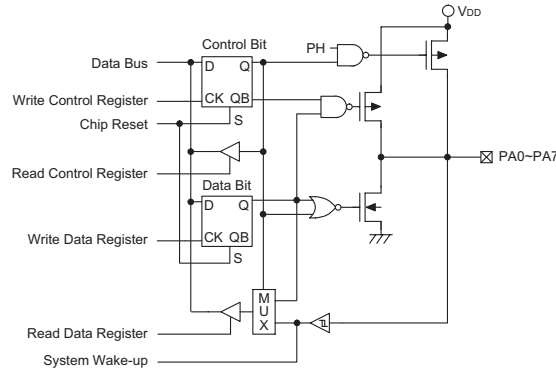 VDD
Control Bit
PH
Data Bus
D Q
Write Control Register
CK QB
Chip Reset
S
PA0~PA7
Read Control Register
Data Bit
D Q
Write Data Register
CK QB
S
M
U
X
Read Data Register
System Wake-up